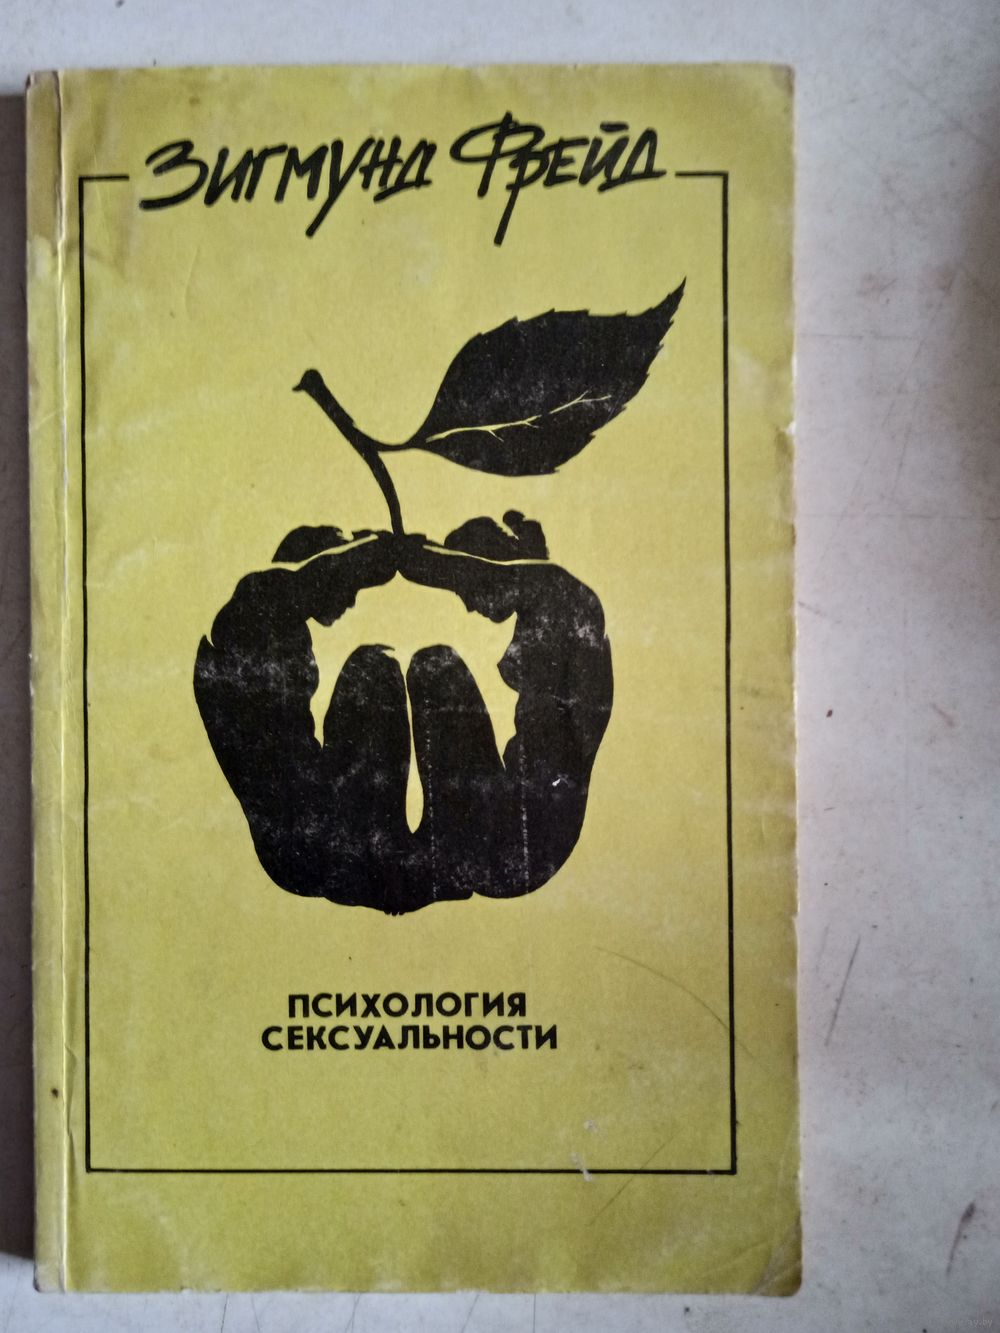 Зигмунд Фрейд
ПСИХОЛОГИЯ
СЕКСУАЛЬНОСТИ